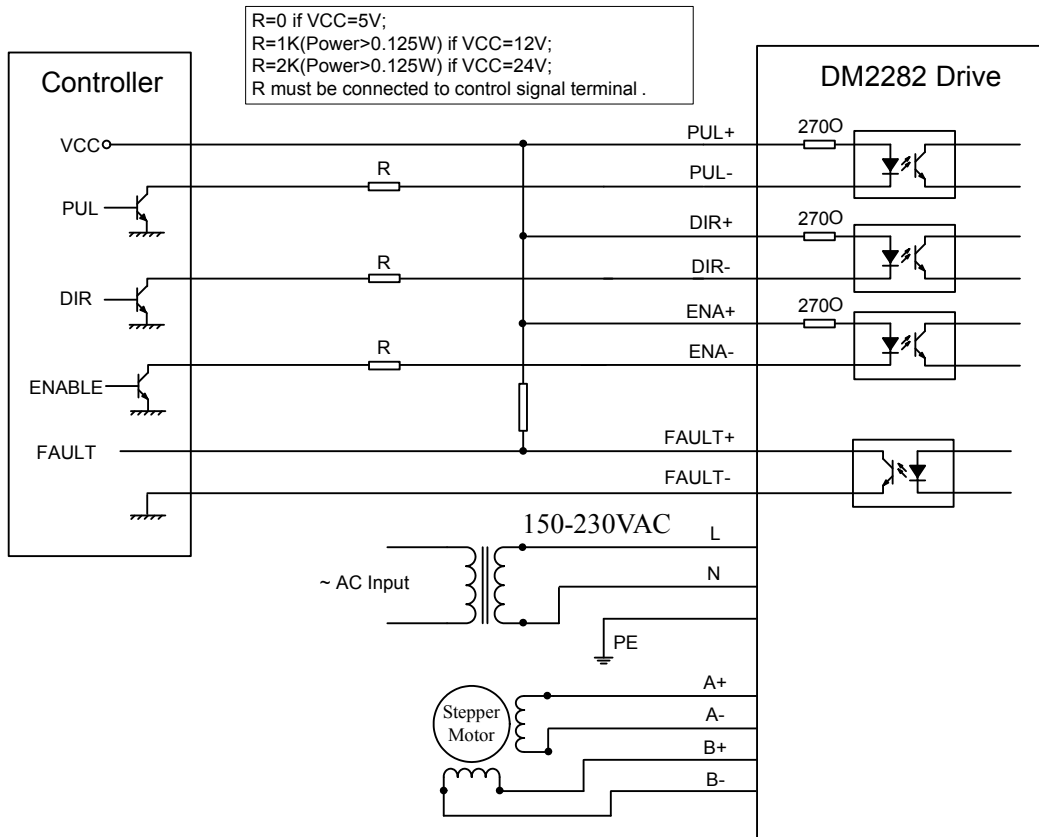 R=0 if VCC=5V;
R=1K(Power>0.125W) if VCC=12V;
R=2K(Power>0.125W) if VCC=24V;
R must be connected to control signal terminal .
Controller
DM2282 Drive
VCC
PUL+
270O
R
PUL-
PUL
DIR+
270O
R
DIR-
DIR
ENA+
270O
R
ENA-
ENABLE
FAULT
FAULT+
FAULT-
150-230VAC
L
~ AC Input
N
PE
A+
Stepper
Motor
A-
B+
B-